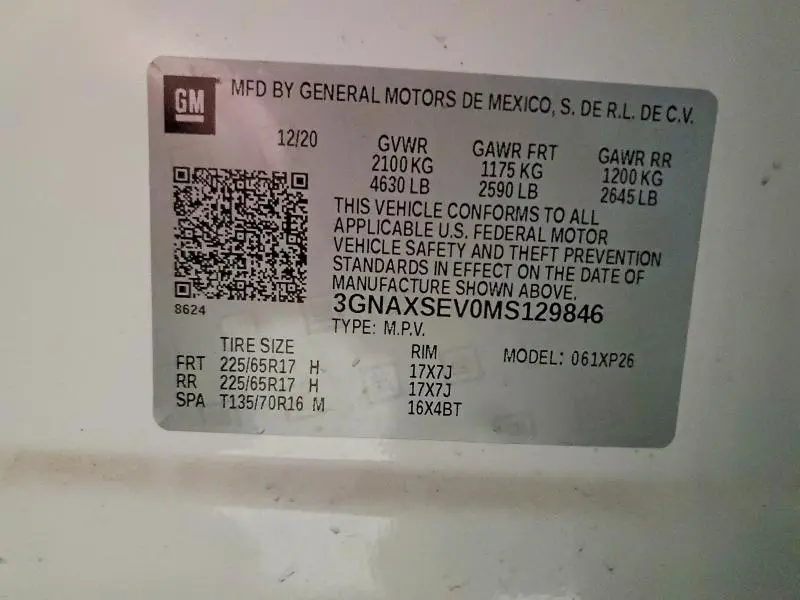 GM
MFD BY GENERAL MOTORS DE MEXICO, S. DE R.L. DE C.V.
12/20 GVWR GAWR FRT GAWR RR
2100 KG 1175 KG 1200 KG
4630 LB 2590 LB 2645 LB
THIS VEHICLE CONFORMS TO ALL
APPLICABLE U.S. FEDERAL MOTOR
VEHICLE SAFETY AND THEFT PREVENTION
STANDARDS IN EFFECT ON THE DATE OF
MANUFACTURE SHOWN ABOVE.
8624
3GNAXSEV0MS129846
TYPE: M.P.V.
TIRE SIZE RIM MODEL: 061XP26
FRT 225/65R17 H 17X7J
RR 225/65R17 H 17X7J
SPA T135/70R16 M 16X4BT